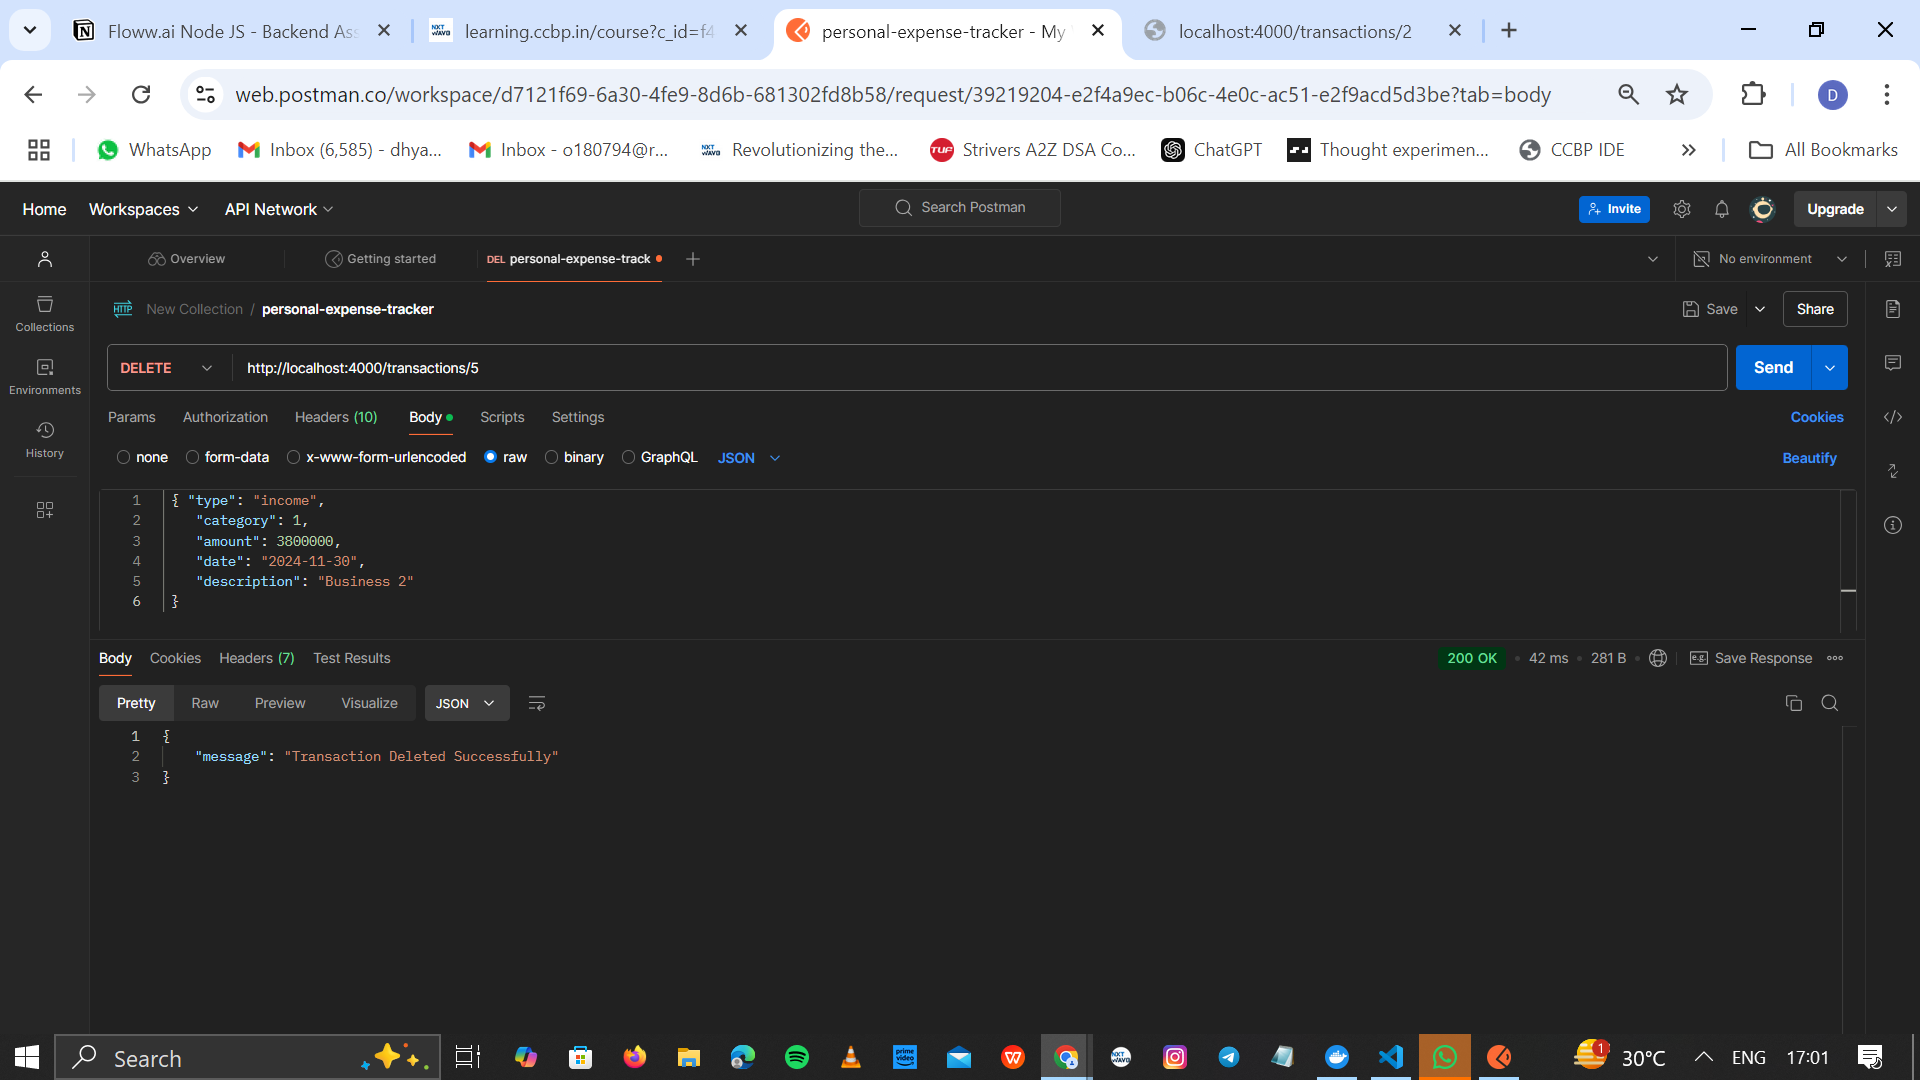 Floww.ai Node JS - Backend Ass
learning.ccbp.in/course?c_id=f4
personal-expense-tracker - My
localhost:4000/transactions/2
web.postman.co/workspace/d7121f69-6a30-4fe9-8d6b-681302fd8b58/request/39219204-e2f4a9ec-b06c-4e0c-ac51-e2f9acd5d3be?tab=body
D
WhatsApp
Inbox (6,585) - dhya...
Inbox - o180794@r...
Revolutionizing the...
TUF
Strivers A2Z DSA Co...
ChatGPT
Thought experimen...
CCBP IDE
All Bookmarks
Home
Workspaces
API Network
Search Postman
Invite
Upgrade
Overview
Getting started
DEL personal-expense-track
No environment
HTTP
New Collection / personal-expense-tracker
Save
Share
Collections
Environments
History
DELETE
http://localhost:4000/transactions/5
Send
Params
Authorization
Headers (10)
Body
Scripts
Settings
Cookies
none
form-data
x-www-form-urlencoded
raw
binary
GraphQL
JSON
Beautify
1 { "type": "income",
2 "category": 1,
3 "amount": 3800000,
4 "date": "2024-11-30",
5 "description": "Business 2"
6 }
Body
Cookies
Headers (7)
Test Results
200 OK
42 ms
281 B
e.g.
Save Response
Pretty
Raw
Preview
Visualize
JSON
1 {
2 "message": "Transaction Deleted Successfully"
3 }
Search
prime video
1
30°C
ENG
17:01